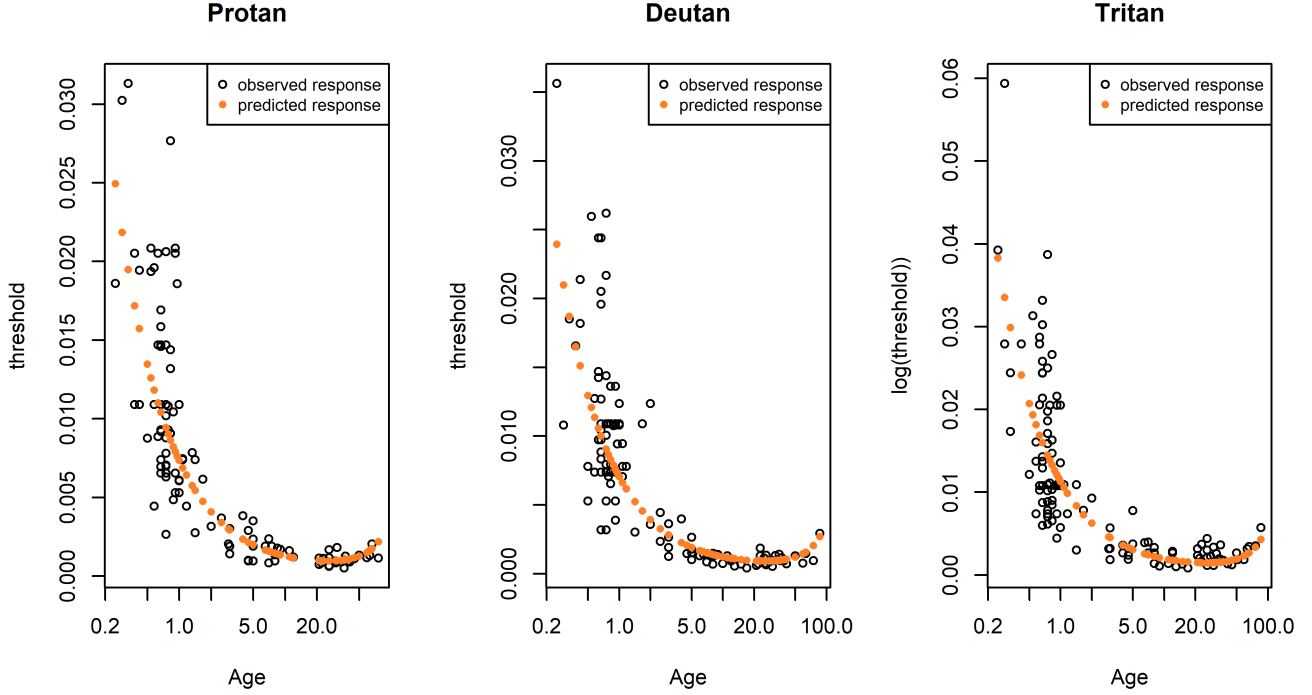 Protan
threshold
0.000
0.005
0.010
0.015
0.020
0.025
0.030
observed response
predicted response
0.2 1.0 5.0 20.0
Age
Deutan
threshold
0.000
0.010
0.020
0.030
observed response
predicted response
0.2 1.0 5.0 20.0 100.0
Age
Tritan
log(threshold))
0.00
0.01
0.02
0.03
0.04
0.05
0.06
observed response
predicted response
0.2 1.0 5.0 20.0 100.0
Age